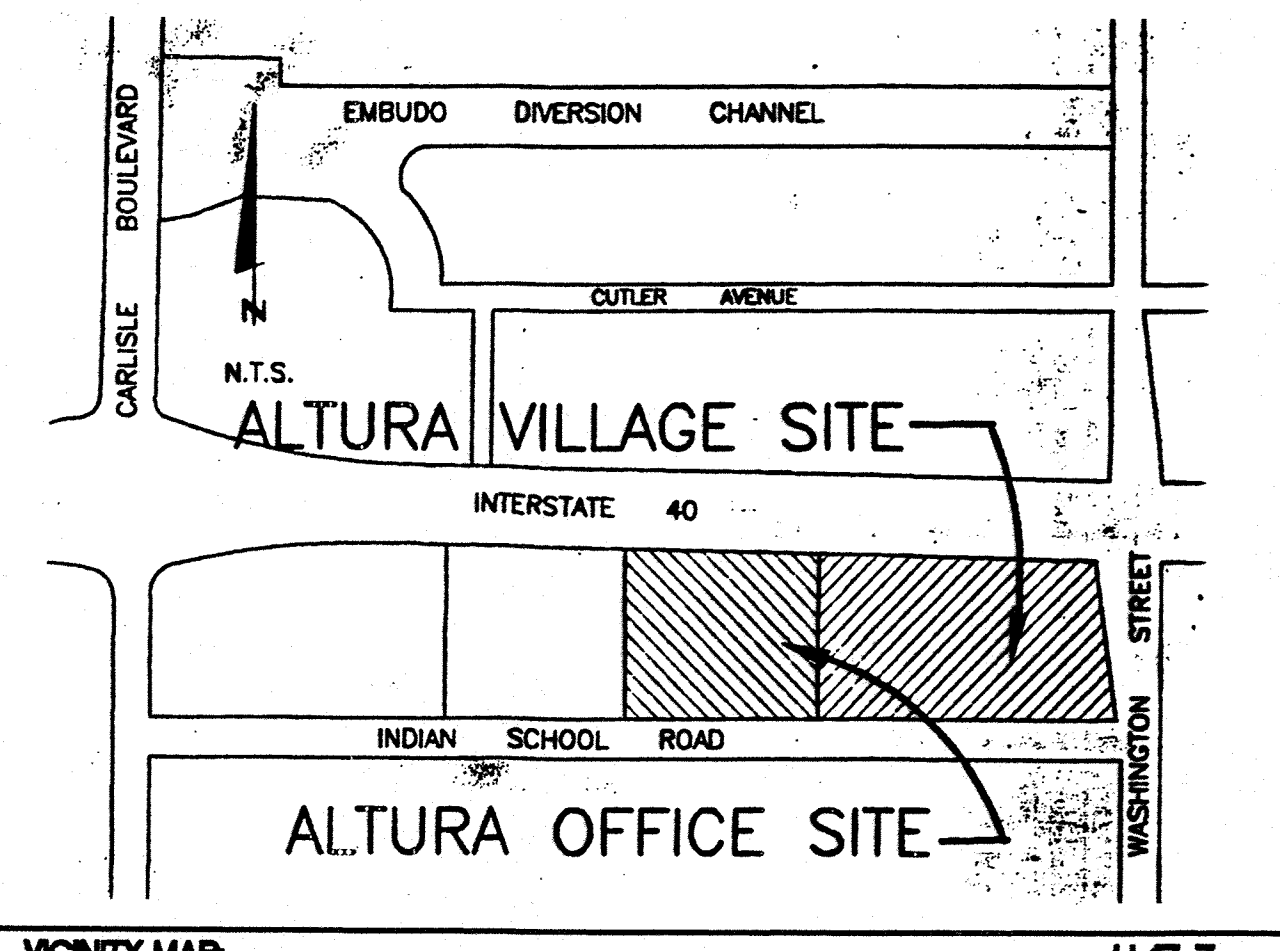 EMBUDO DIVERSION CHANNEL
CARLISLE BOULEVARD
CUTLER AVENUE
N
N.T.S.
ALTURA VILLAGE SITE
INTERSTATE 40
INDIAN SCHOOL ROAD
WASHINGTON STREET
ALTURA OFFICE SITE
VICINITY MAP: